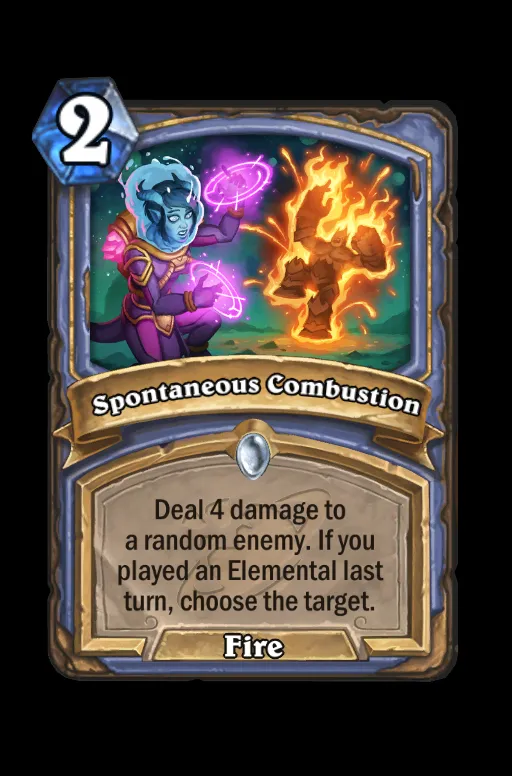 2
Spontaneous Combustion
Deal 4 damage to
a random enemy. If you
played an Elemental last
turn, choose the target.
Fire